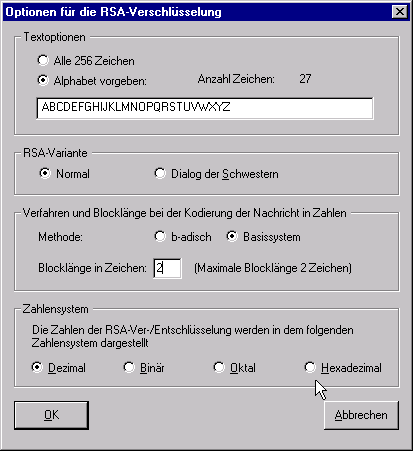 Optionen für die RSA-Verschlüsselung
Textoptionen
Alle 256 Zeichen
Alphabet vorgeben: Anzahl Zeichen: 27
ABCDEFGHIJKLMNOPQRSTUVWXYZ
RSA-Variante
Normal Dialog der Schwestern
Verfahren und Blocklänge bei der Kodierung der Nachricht in Zahlen
Methode: b-adisch Basissystem
Blocklänge in Zeichen: 2 (Maximale Blocklänge 2 Zeichen)
Zahlensystem
Die Zahlen der RSA-Ver-/Entschlüsselung werden in dem folgenden
Zahlensystem dargestellt
Dezimal Binär Oktal Hexadezimal
OK Abbrechen